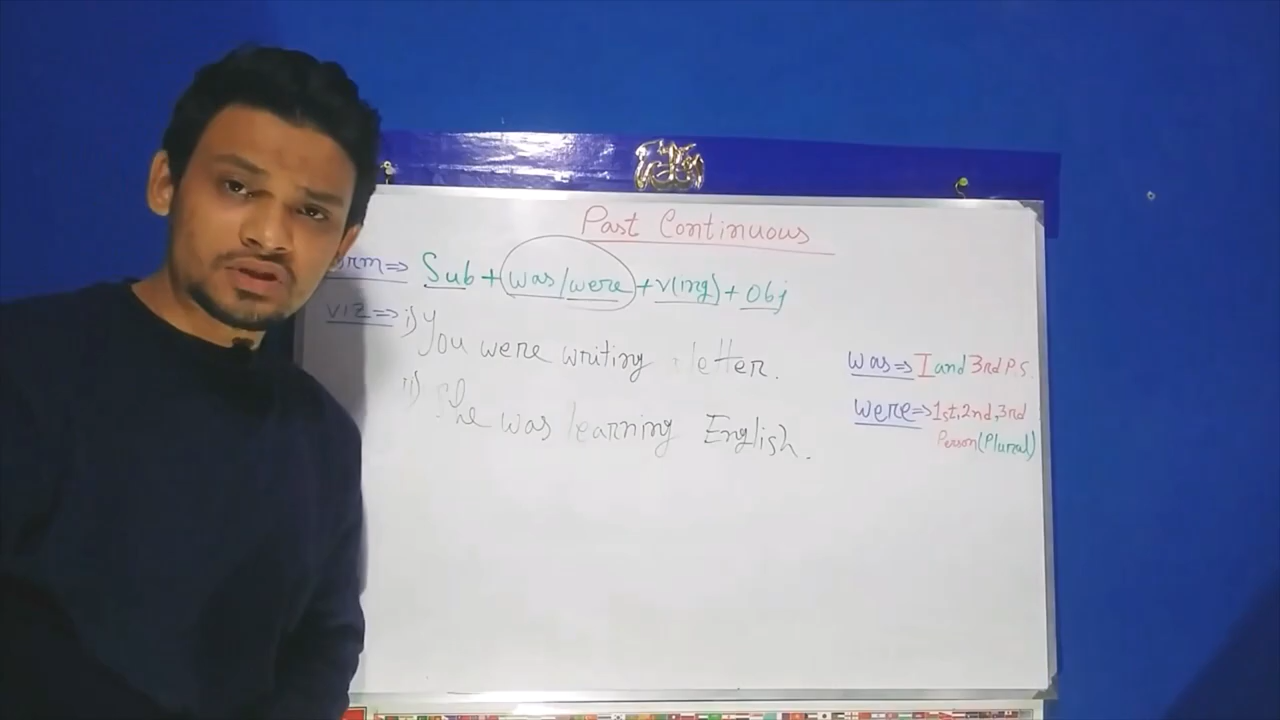 Past Continuous
rm=> Sub+was/were+v(ing)+Obj
viz=> i) You were writing letter.
ii) She was learning English.
was=> I and 3rd P.S.
were=> 1st, 2nd, 3rd
Person(Plural)